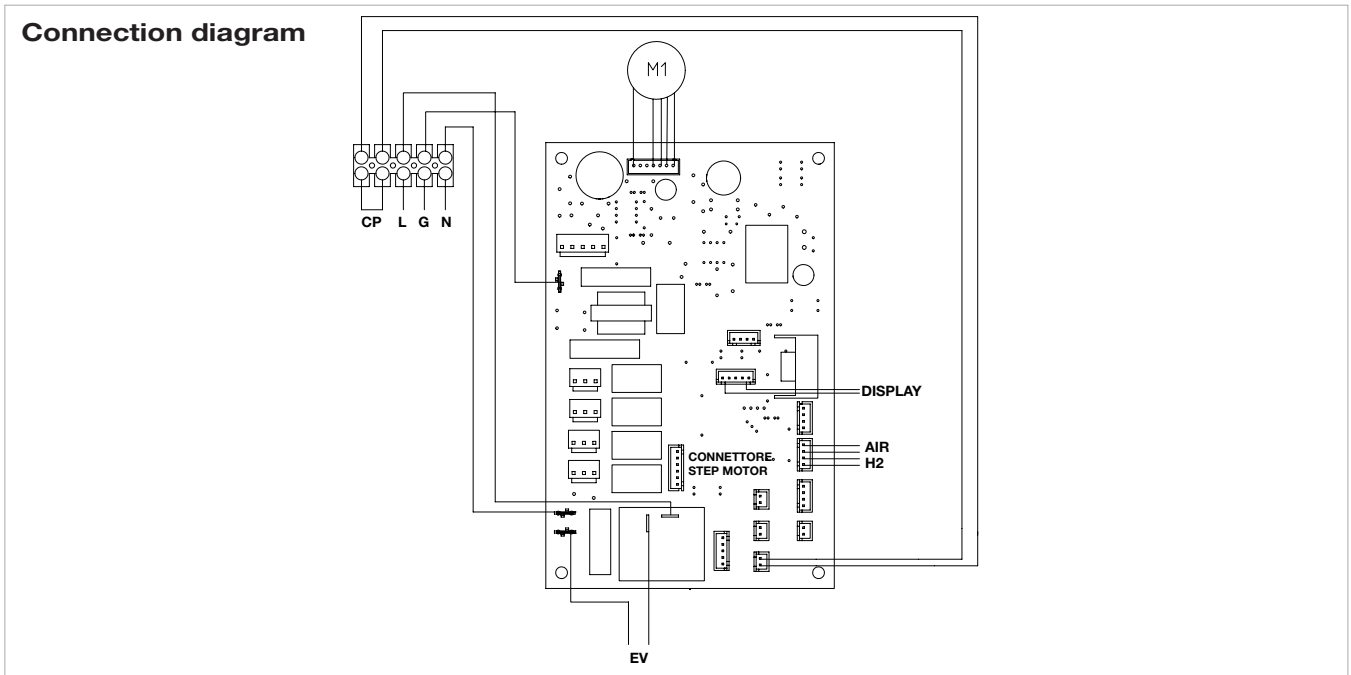 Connection diagram
M1
CP L G N
DISPLAY
AIR
CONNETTORE
STEP MOTOR
H2
EV